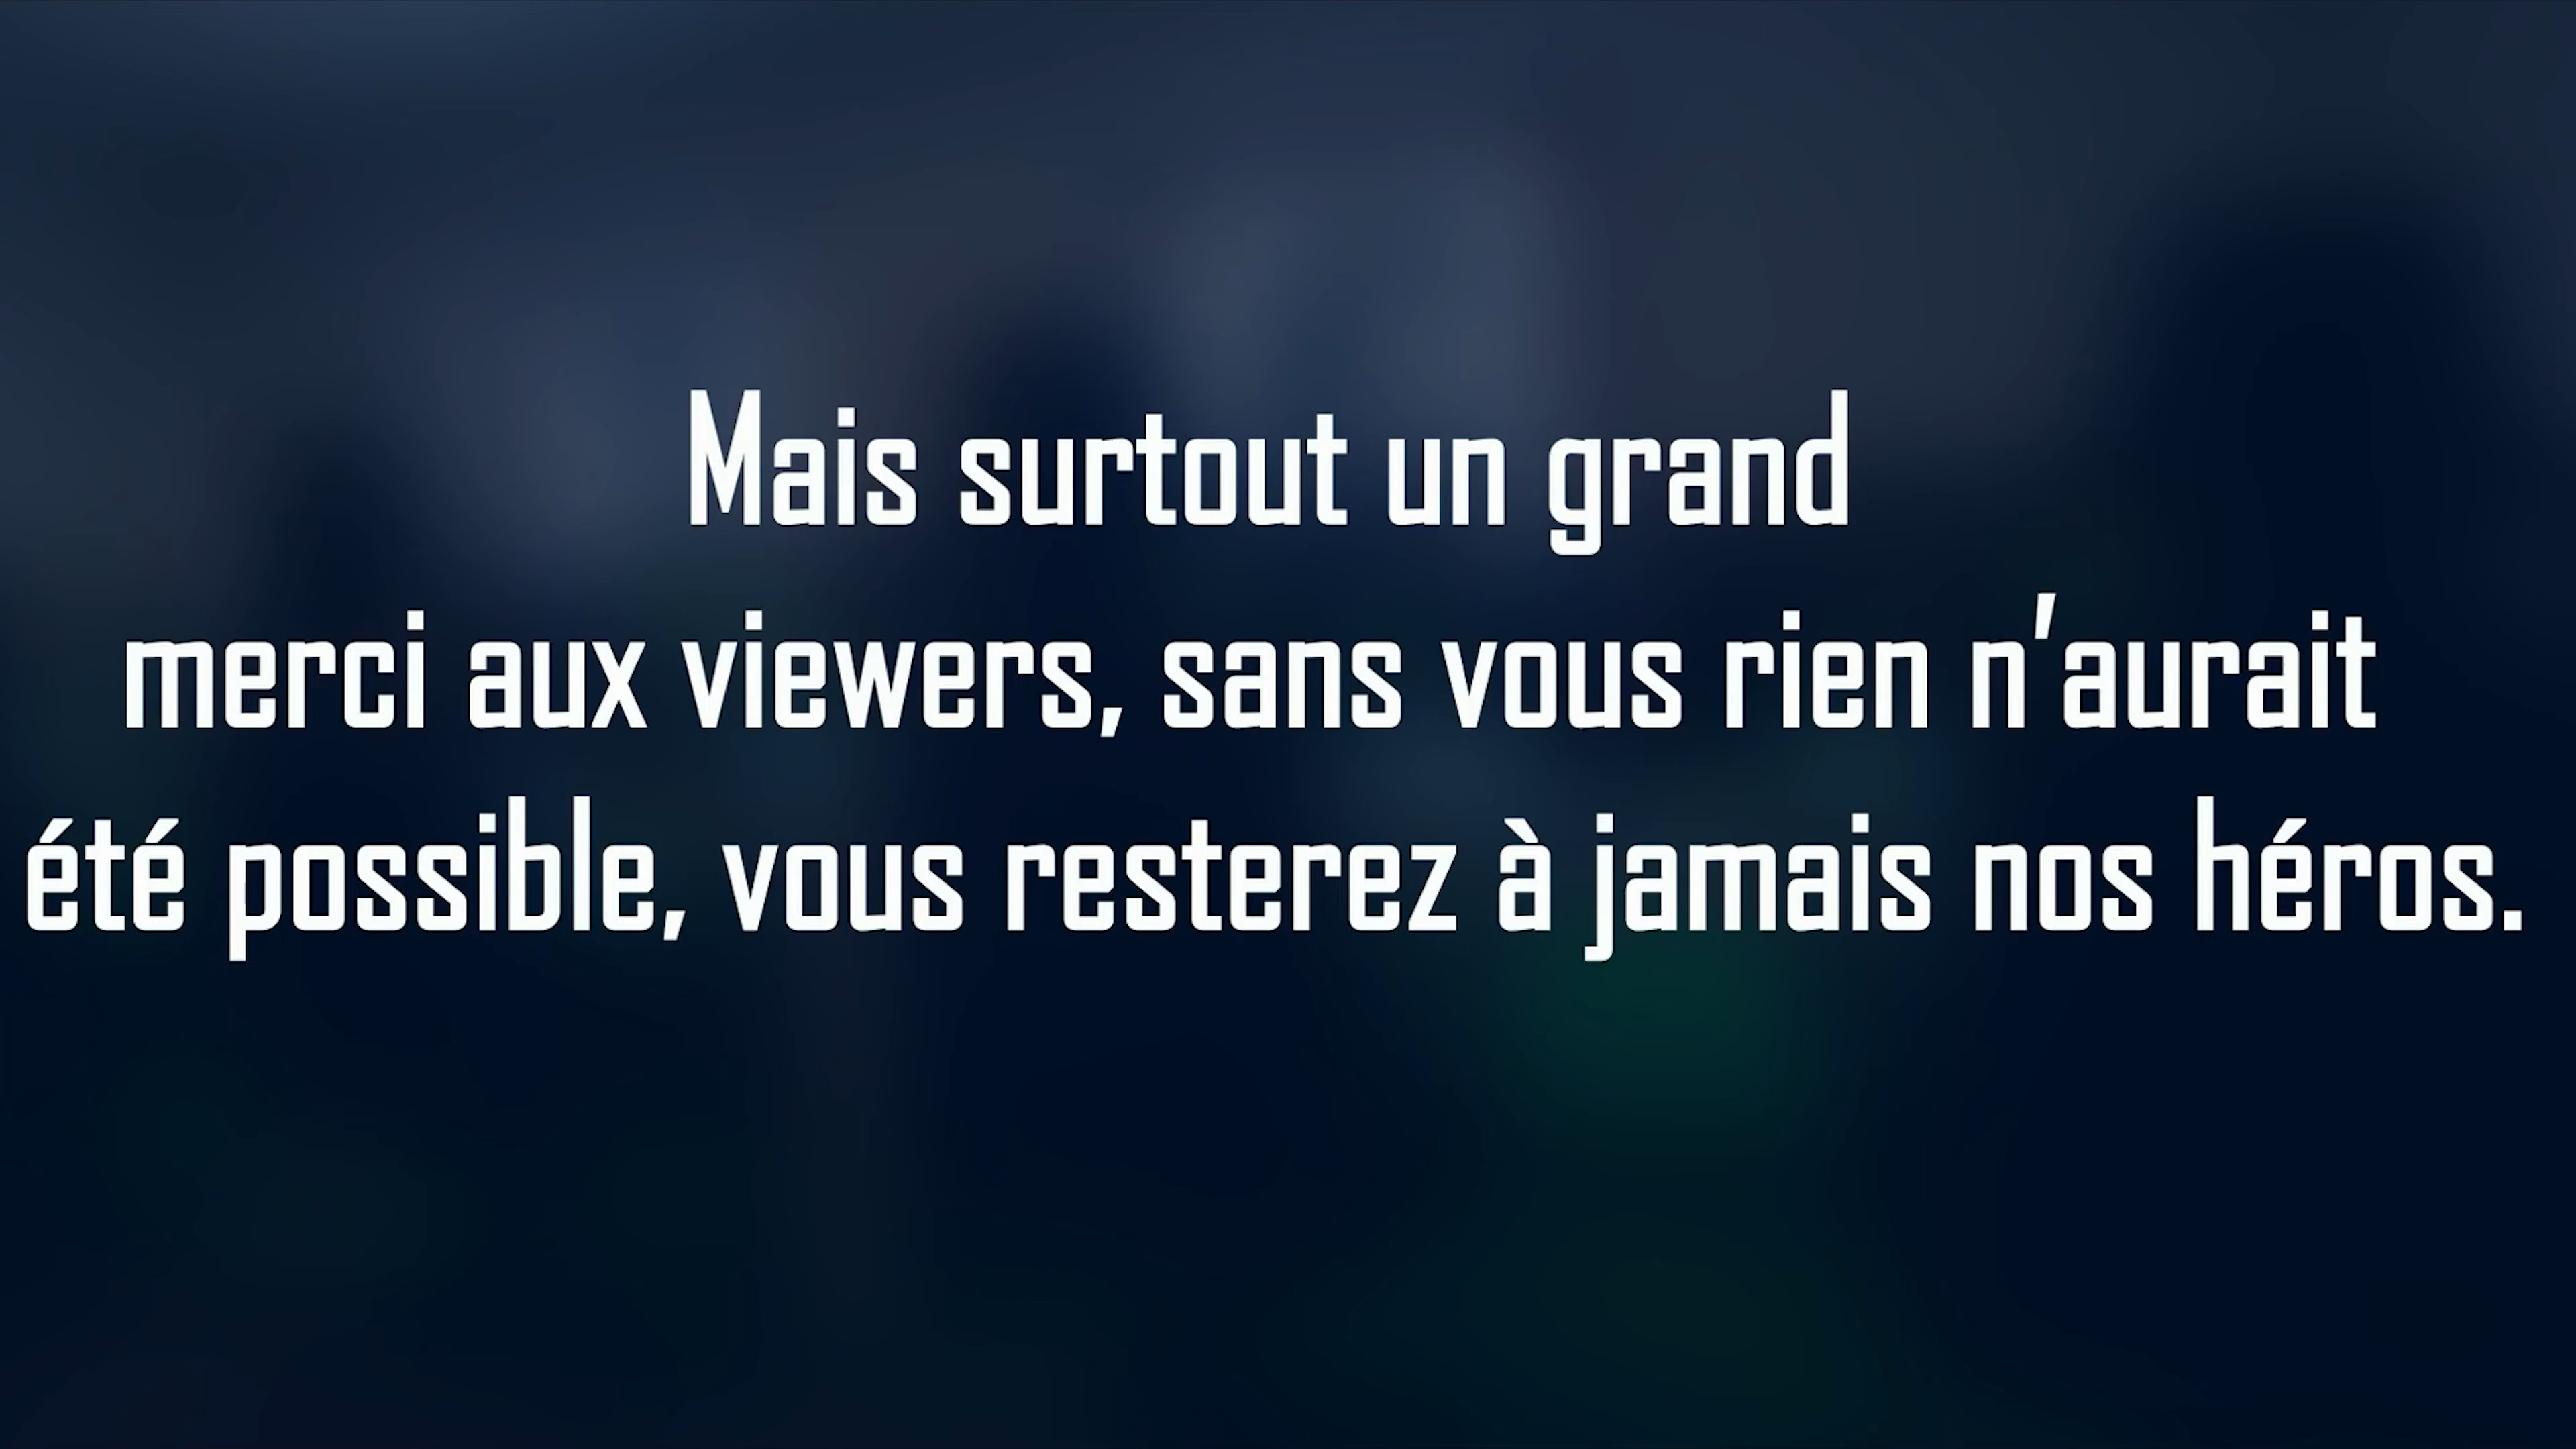 Mais surtout un grand
merci aux viewers, sans vous rien n'aurait
été possible, vous resterez à jamais nos héros.